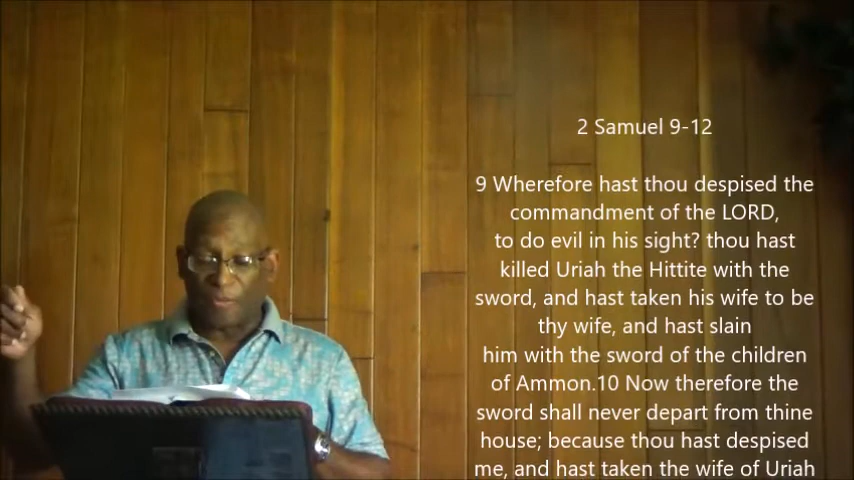 2 Samuel 9-12
9 Wherefore hast thou despised the
commandment of the LORD,
to do evil in his sight? thou hast
killed Uriah the Hittite with the
sword, and hast taken his wife to be
thy wife, and hast slain
him with the sword of the children
of Ammon.10 Now therefore the
sword shall never depart from thine
house; because thou hast despised
me, and hast taken the wife of Uriah